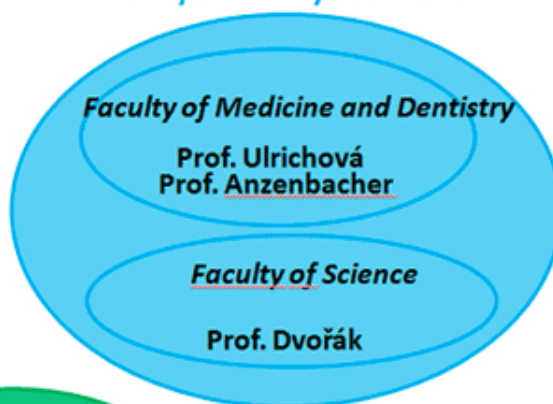 Faculty of Medicine and Dentistry
Prof. Ulrichová
Prof. Anzenbacher
Faculty of Science
Prof. Dvořák